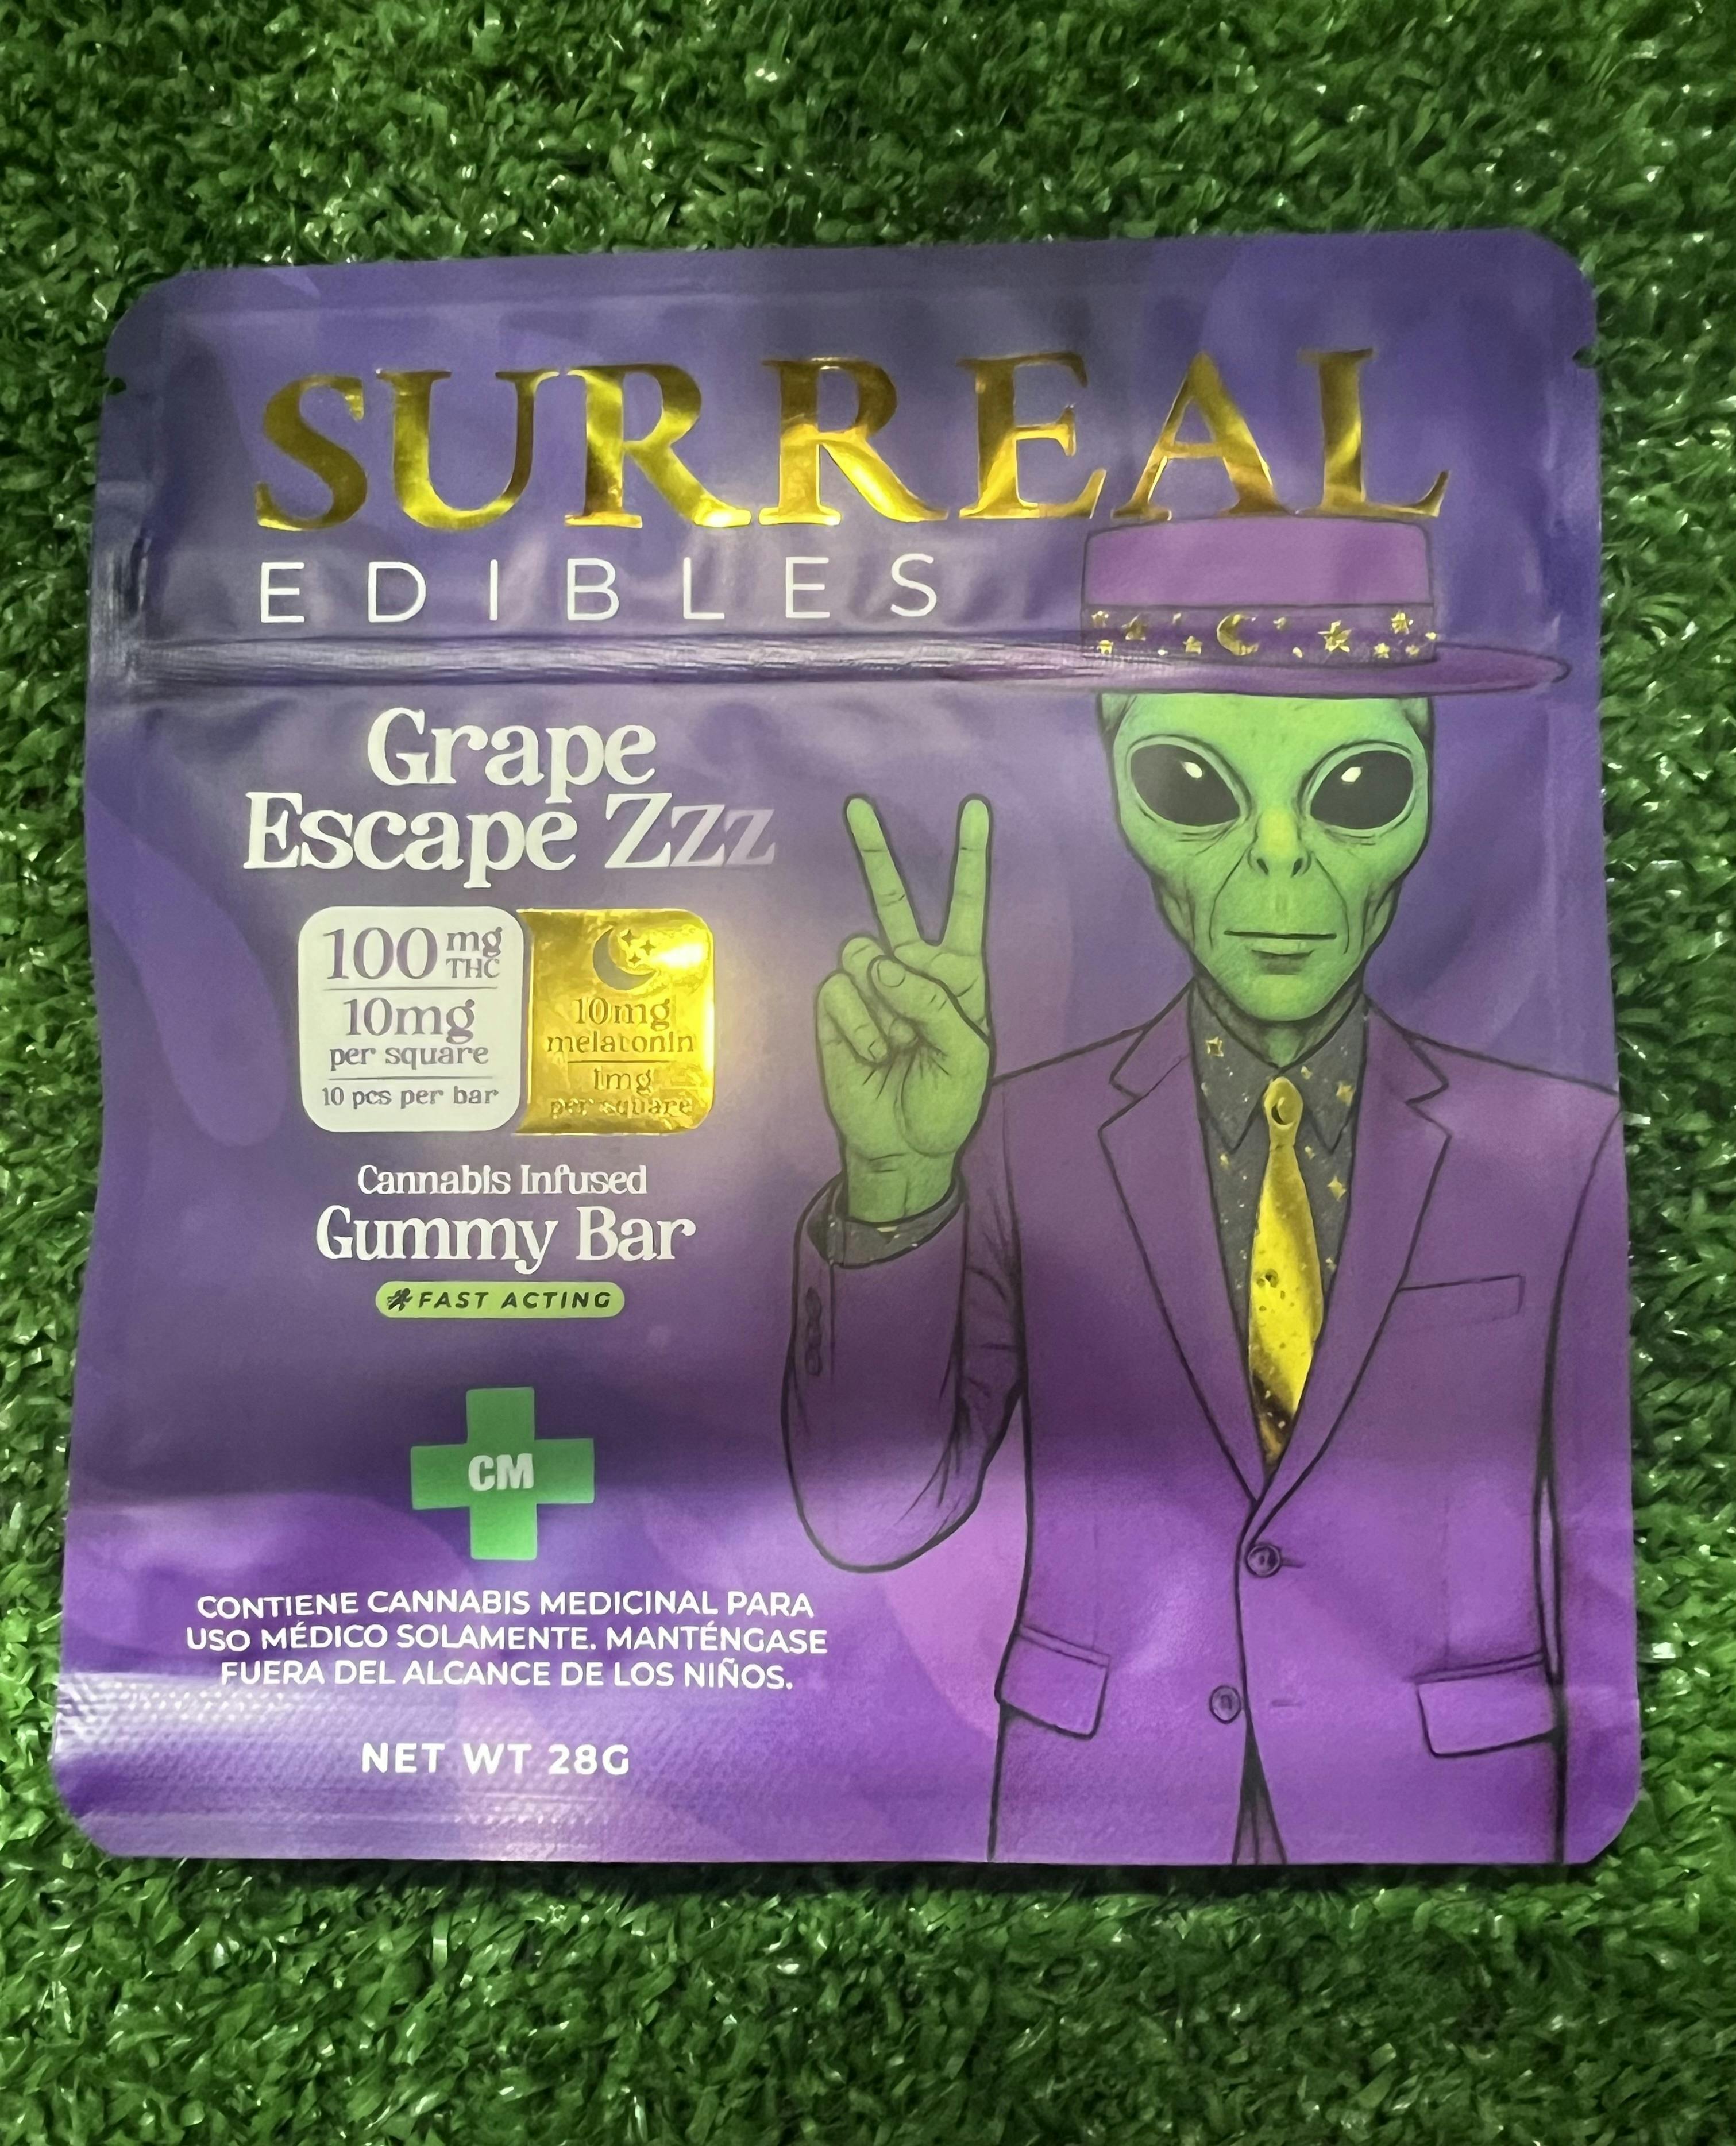 SURREAL
EDIBLES
Grape
Escape Zzz
100 mg
THC
10mg
per square
10 pcs per bar
10mg
melatonin
1mg
per square
Cannabis Infused
Gummy Bar
FAST ACTING
CM
CONTIENE CANNABIS MEDICINAL PARA
USO MÉDICO SOLAMENTE. MANTÉNGASE
FUERA DEL ALCANCE DE LOS NIÑOS.
NET WT 28G